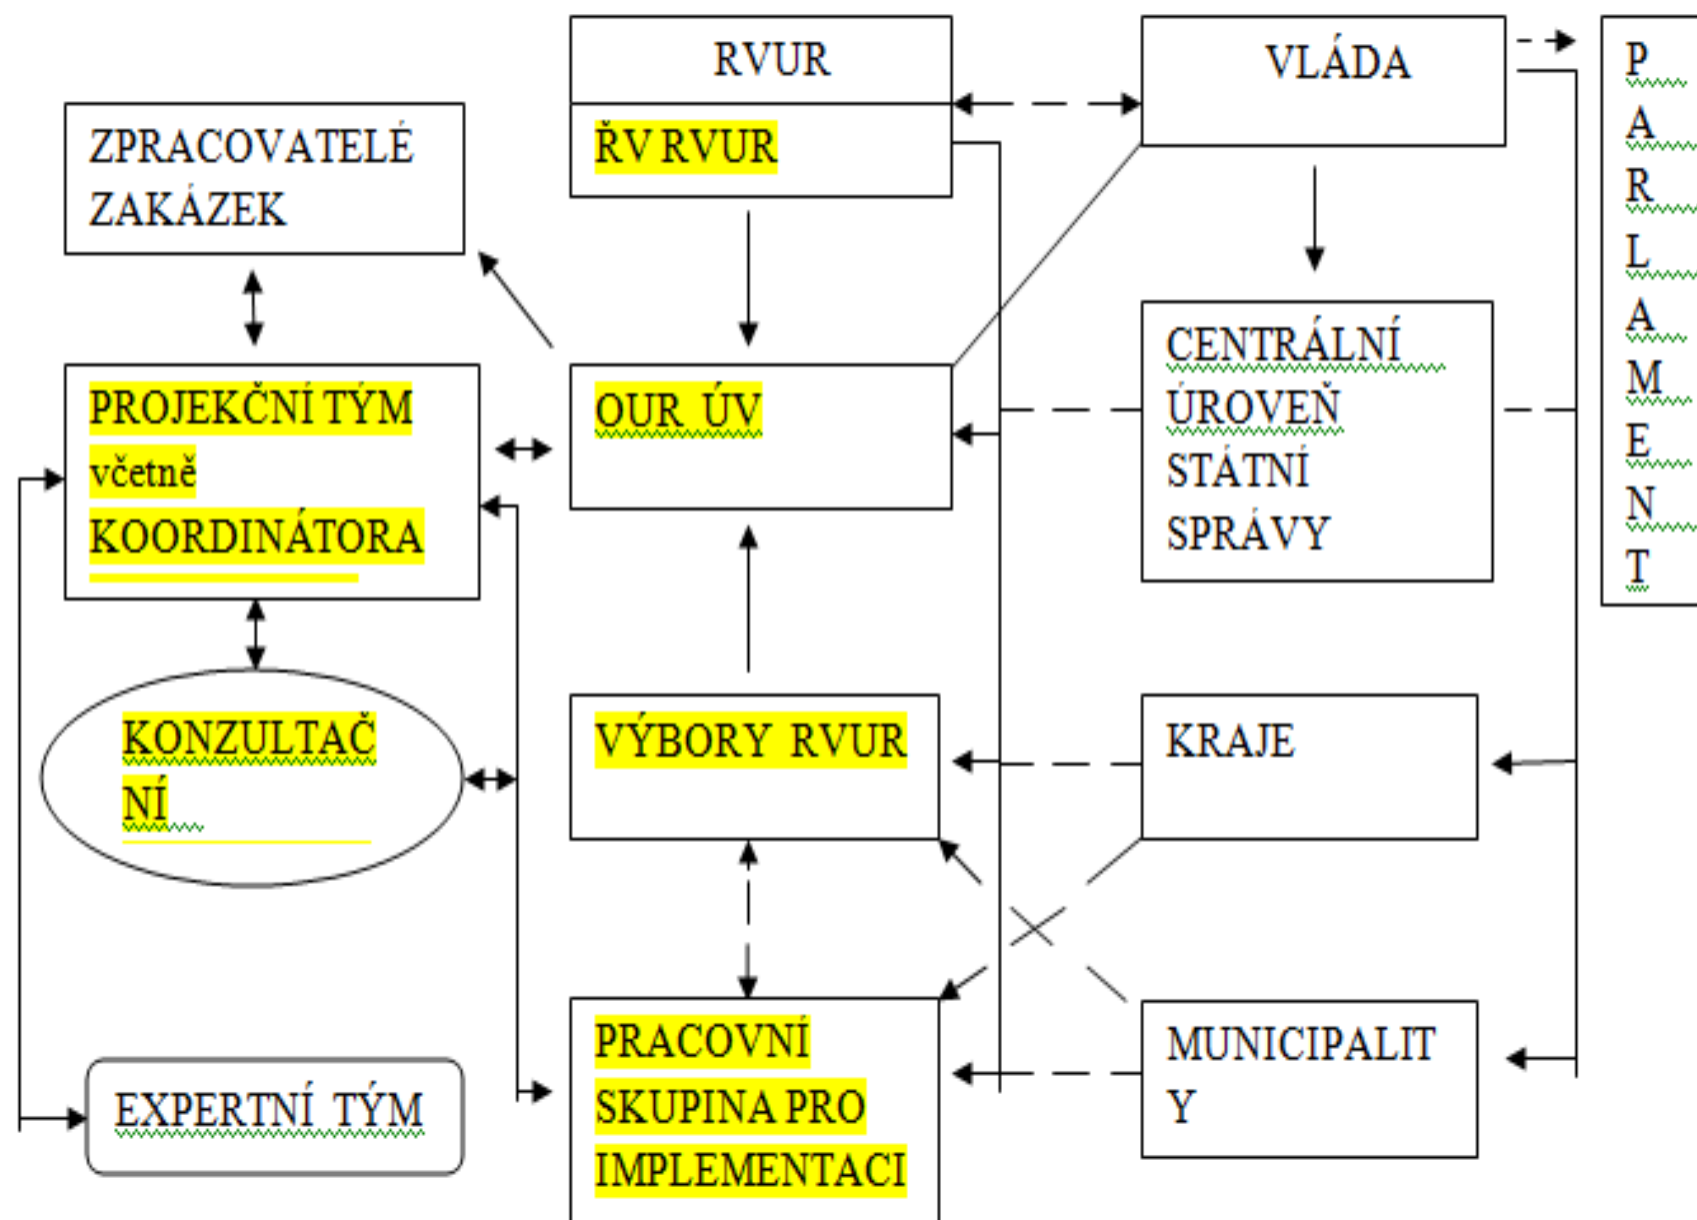 RVUR
ŘV RVUR
VLÁDA
P
A
R
L
A
M
E
N
T
ZPRACOVATELÉ
ZAKÁZEK
PROJEKČNÍ TÝM
včetně
KOORDINÁTORA
OUR ÚV
CENTRÁLNÍ
ÚROVEŇ
STÁTNÍ
SPRÁVY
KONZULTAČ
NÍ
VÝBORY RVUR
KRAJE
EXPERTNÍ TÝM
PRACOVNÍ
SKUPINA PRO
IMPLEMENTACI
MUNICIPALIT
Y